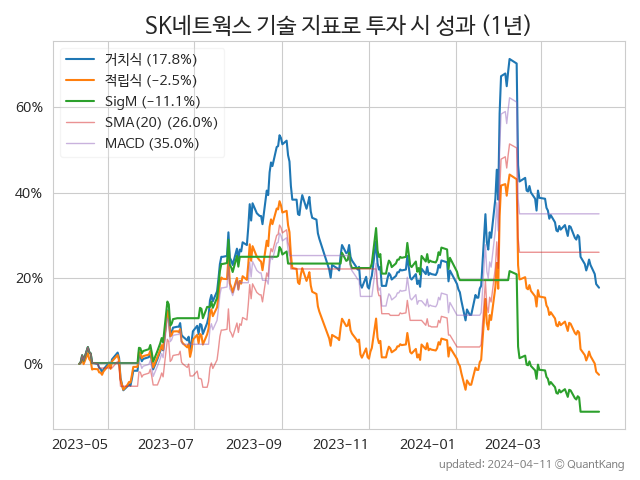 SK네트웍스 기술 지표로 투자 시 성과 (1년)
거치식 (17.8%)
적립식 (−2.5%)
SigM (−11.1%)
SMA(20) (26.0%)
MACD (35.0%)
60%
40%
20%
0%
2023-05 2023-07 2023-09 2023-11 2024-01 2024-03
updated: 2024-04-11 © QuantKang